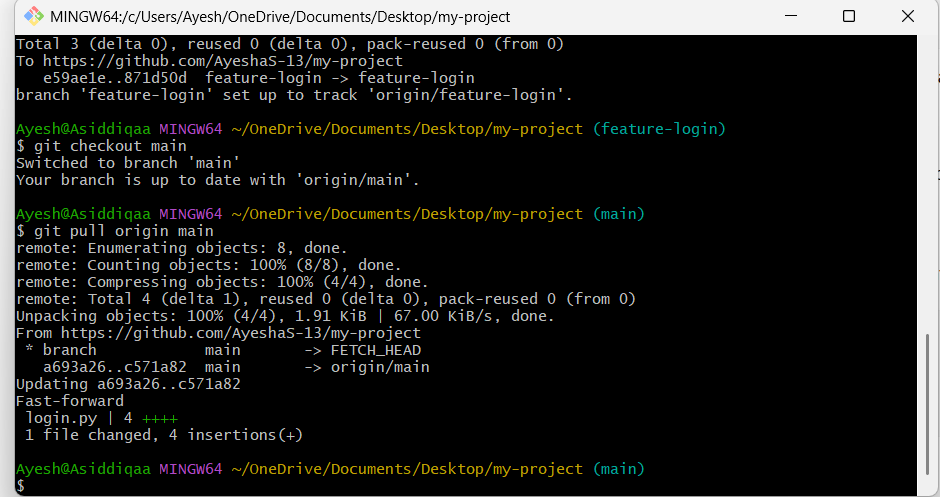 MINGW64:/c/Users/Ayesh/OneDrive/Documents/Desktop/my-project
Total 3 (delta 0), reused 0 (delta 0), pack-reused 0 (from 0)
To https://github.com/AyeshaS-13/my-project
   e59ae1e..871d50d  feature-login -> feature-login
branch 'feature-login' set up to track 'origin/feature-login'.
Ayesh@Asiddiqaa MINGW64 ~/OneDrive/Documents/Desktop/my-project (feature-login)
$ git checkout main
Switched to branch 'main'
Your branch is up to date with 'origin/main'.
Ayesh@Asiddiqaa MINGW64 ~/OneDrive/Documents/Desktop/my-project (main)
$ git pull origin main
remote: Enumerating objects: 8, done.
remote: Counting objects: 100% (8/8), done.
remote: Compressing objects: 100% (4/4), done.
remote: Total 4 (delta 1), reused 0 (delta 0), pack-reused 0 (from 0)
Unpacking objects: 100% (4/4), 1.91 KiB | 67.00 KiB/s, done.
From https://github.com/AyeshaS-13/my-project
 * branch            main       -> FETCH_HEAD
   a693a26..c571a82  main       -> origin/main
Updating a693a26..c571a82
Fast-forward
 login.py | 4 ++++
 1 file changed, 4 insertions(+)
Ayesh@Asiddiqaa MINGW64 ~/OneDrive/Documents/Desktop/my-project (main)
$